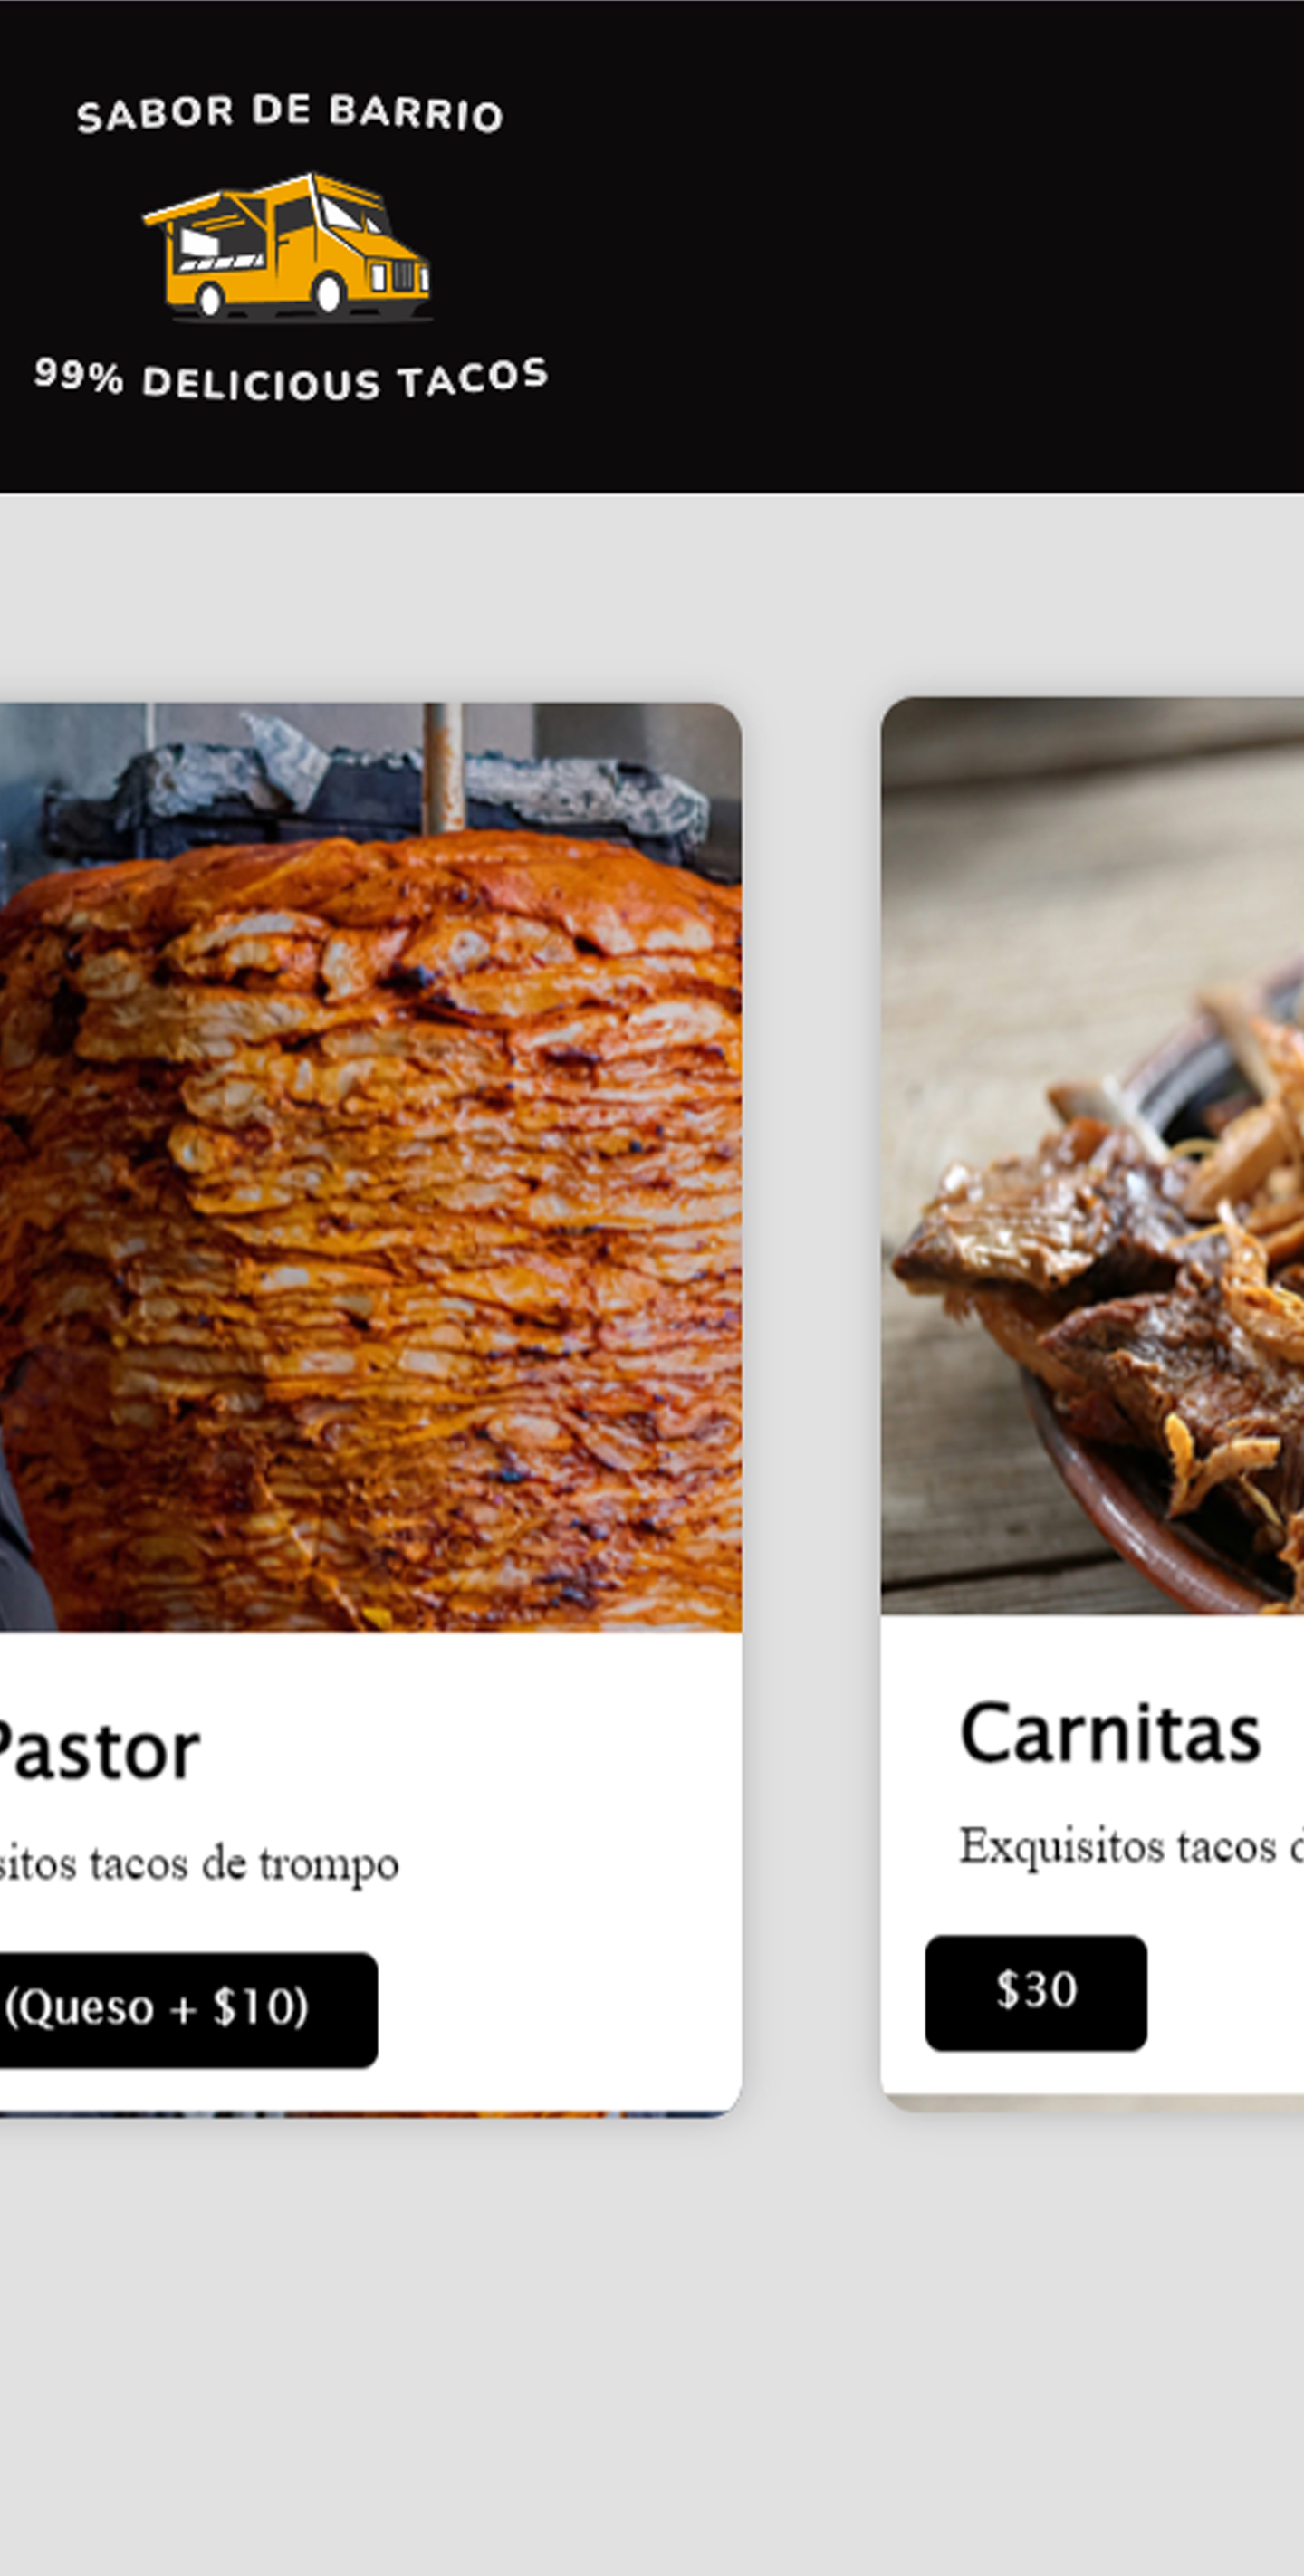 SABOR DE BARRIO
99% DELICIOUS TACOS
Pastor
sitos tacos de trompo
(Queso + $10)
Carnitas
Exquisitos tacos
$30